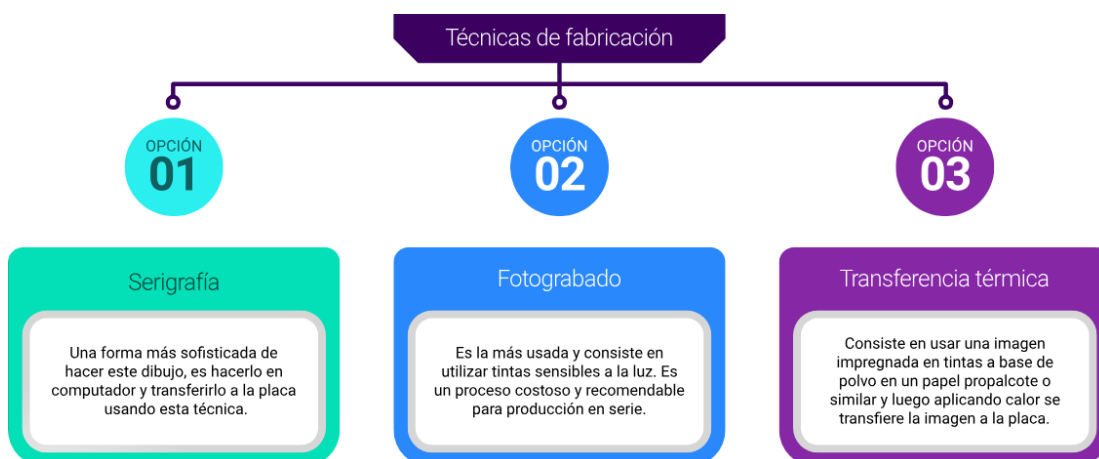 Técnicas de fabricación
OPCIÓN
01
OPCIÓN
02
OPCIÓN
03
Serigrafía
Una forma más sofisticada de
hacer este dibujo, es hacerlo en
computador y transferirlo a la placa
usando esta técnica.
Fotograbado
Es la más usada y consiste en
utilizar tintas sensibles a la luz. Es
un proceso costoso y recomendable
para producción en serie.
Transferencia térmica
Consiste en usar una imagen
impregnada en tintas a base de
polvo en un papel propalcote o
similar y luego aplicando calor se
transfiere la imagen a la placa.